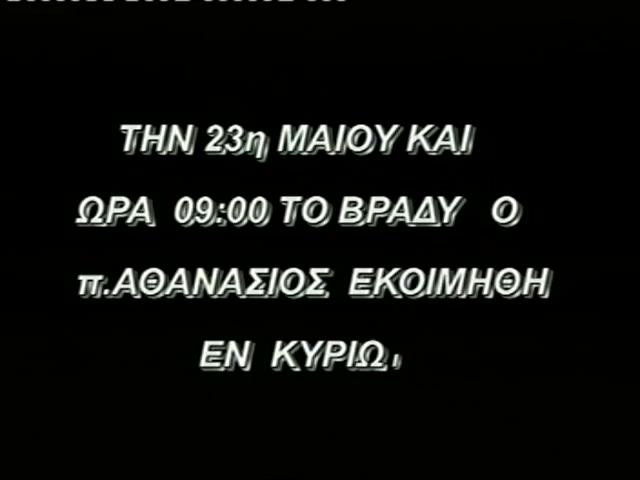 ΤΗΝ 23η ΜΑΙΟΥ ΚΑΙ
ΩΡΑ 09:00 ΤΟ ΒΡΑΔΥ Ο
π.ΑΘΑΝΑΣΙΟΣ ΕΚΟΙΜΗΘΗ
ΕΝ ΚΥΡΙΩ,